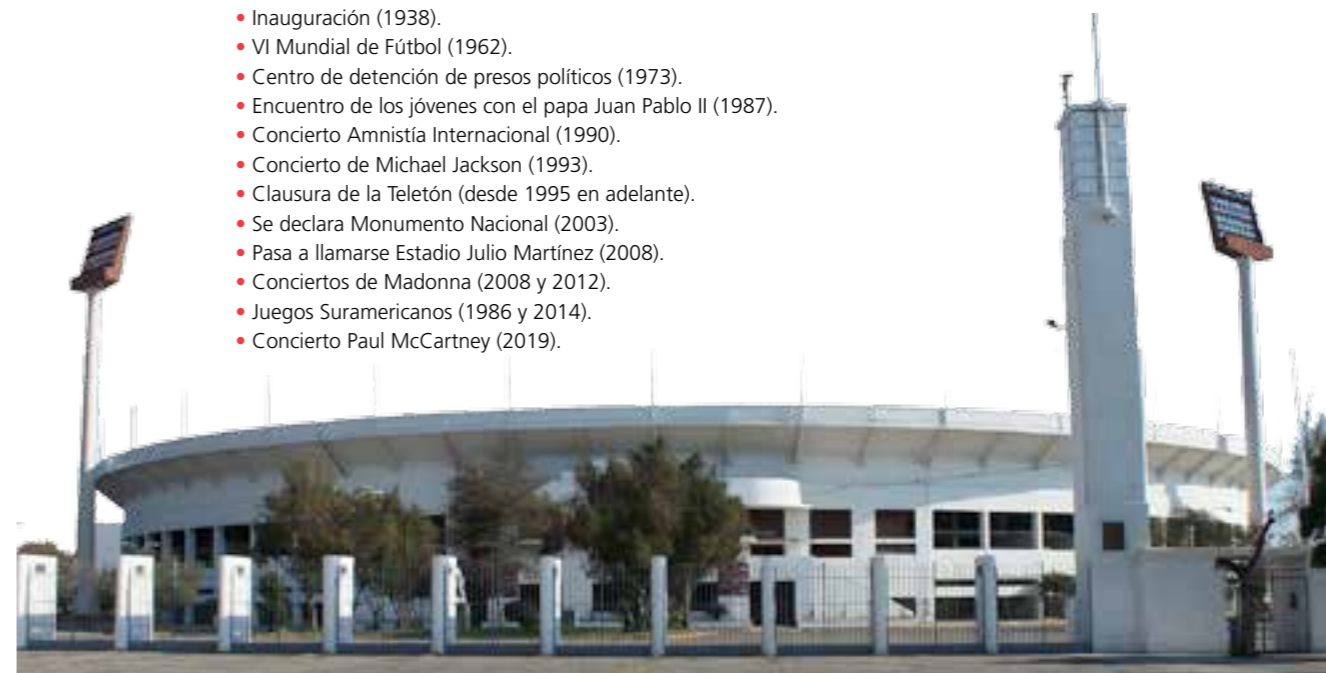 • Inauguración (1938).
• VI Mundial de Fútbol (1962).
• Centro de detención de presos políticos (1973).
• Encuentro de los jóvenes con el papa Juan Pablo II (1987).
• Concierto Amnistía Internacional (1990).
• Concierto de Michael Jackson (1993).
• Clausura de la Teletón (desde 1995 en adelante).
• Se declara Monumento Nacional (2003).
• Pasa a llamarse Estadio Julio Martínez (2008).
• Conciertos de Madonna (2008 y 2012).
• Juegos Suramericanos (1986 y 2014).
• Concierto Paul McCartney (2019).